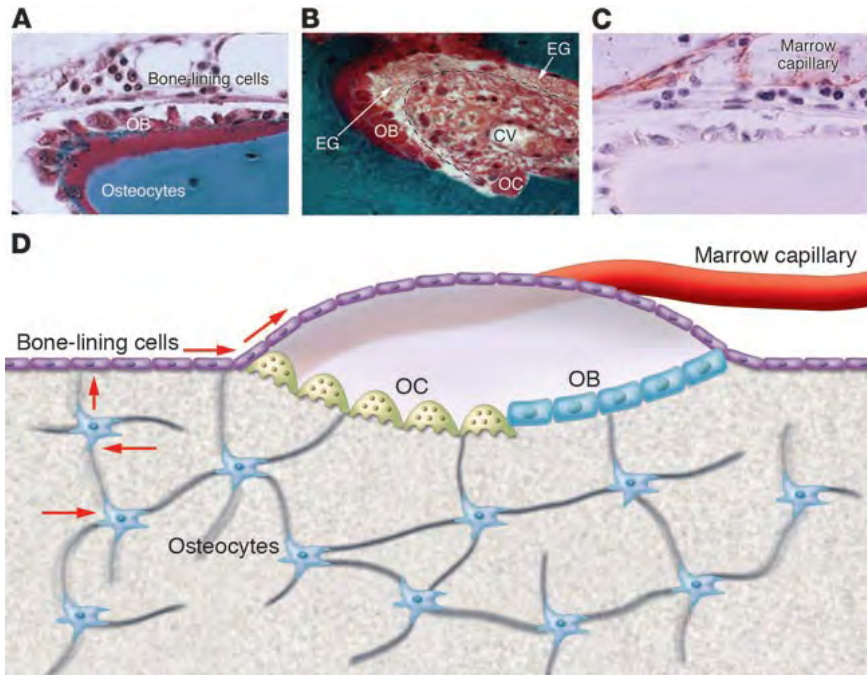 A
Bone-lining cells
OB
Osteocytes
B
EG
EG
OB
CV
OC
C
Marrow
capillary
D
Marrow capillary
Bone-lining cells
OC
OB
Osteocytes